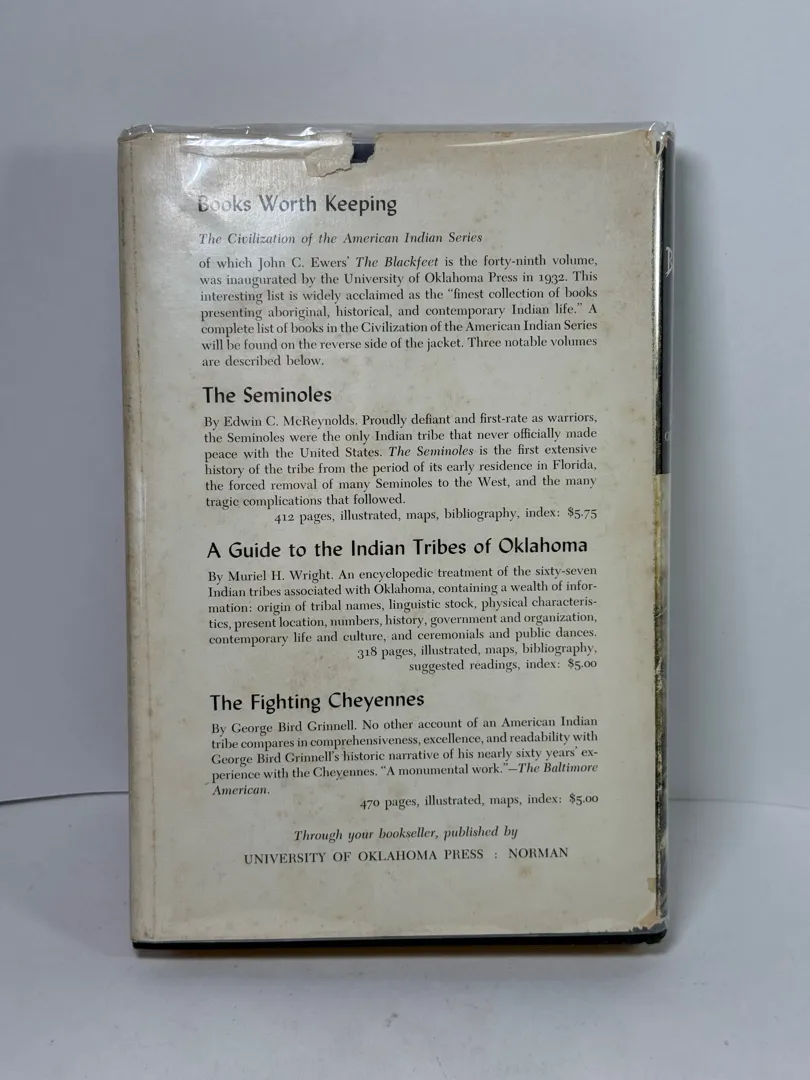 Books Worth Keeping
The Civilization of the American Indian Series
of which John C. Ewers' The Blackfeet is the forty-ninth volume,
was inaugurated by the University of Oklahoma Press in 1932. This
interesting list is widely acclaimed as the "finest collection of books
presenting aboriginal, historical, and contemporary Indian life." A
complete list of books in the Civilization of the American Indian Series
will be found on the reverse side of the jacket. Three notable volumes
are described below.
The Seminoles
By Edwin C. McReynolds. Proudly defiant and first-rate as warriors,
the Seminoles were the only Indian tribe that never officially made
peace with the United States. The Seminoles is the first extensive
history of the tribe from the period of its early residence in Florida,
the forced removal of many Seminoles to the West, and the many
tragic complications that followed.
412 pages, illustrated, maps, bibliography, index: $5.75
A Guide to the Indian Tribes of Oklahoma
By Muriel H. Wright. An encyclopedic treatment of the sixty-seven
Indian tribes associated with Oklahoma, containing a wealth of infor-
mation: origin of tribal names, linguistic stock, physical characteris-
tics, present location, numbers, history, government and organization,
contemporary life and culture, and ceremonials and public dances.
318 pages, illustrated, maps, bibliography,
suggested readings, index: $5.00
The Fighting Cheyennes
By George Bird Grinnell. No other account of an American Indian
tribe compares in comprehensiveness, excellence, and readability with
George Bird Grinnell's historic narrative of his nearly sixty years' ex-
perience with the Cheyennes. "A monumental work."—The Baltimore
American.
470 pages, illustrated, maps, index: $5.00
Through your bookseller, published by
UNIVERSITY OF OKLAHOMA PRESS : NORMAN